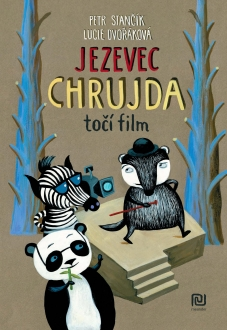 PETR STANČÍK
LUCIE DVOŘÁKOVÁ
JEZEVEC
CHRUJDA
točí film